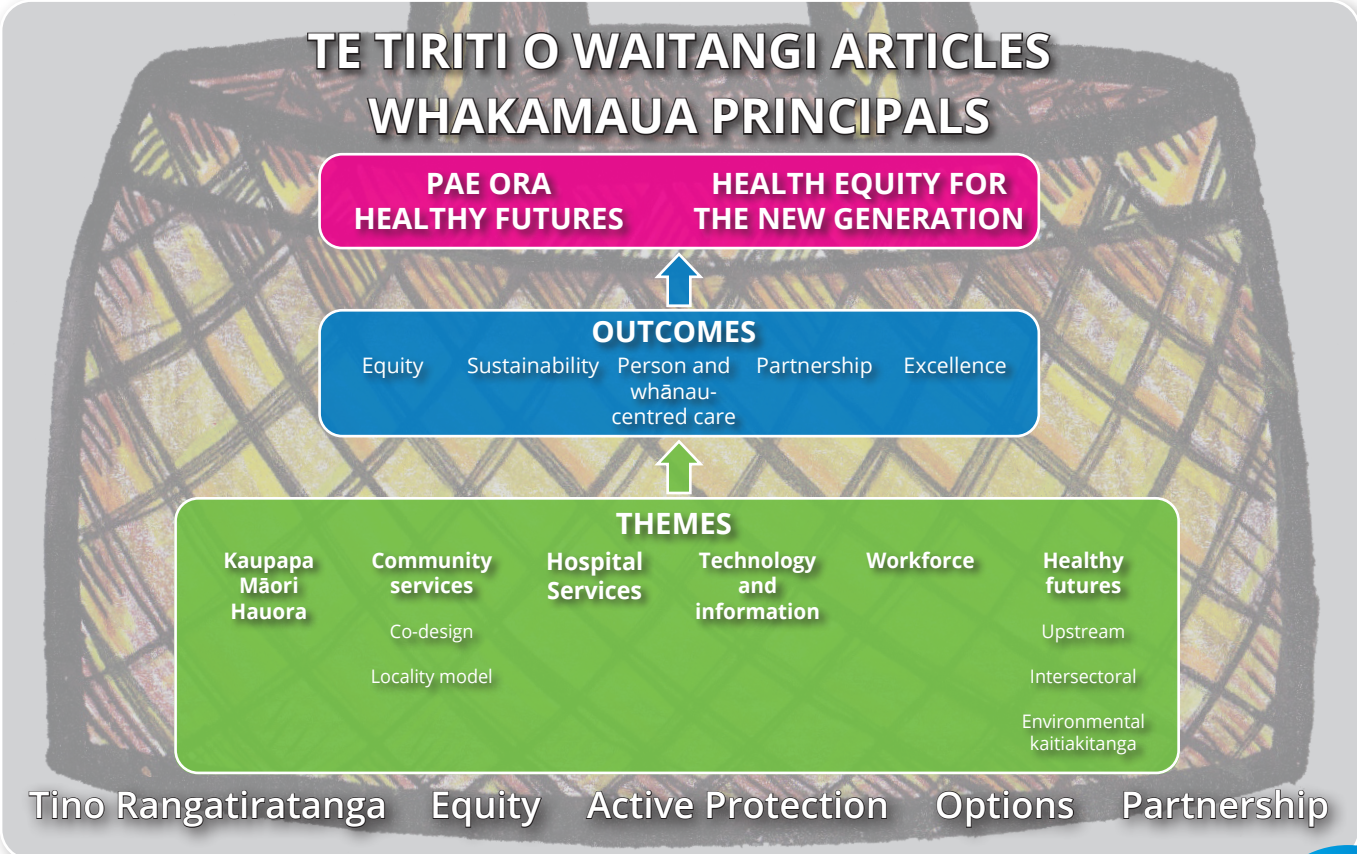 TE TIRITI O WAITANGI ARTICLES
WHAKAMAUA PRINCIPALS
PAE ORA
HEALTHY FUTURES
HEALTH EQUITY FOR
THE NEW GENERATION
OUTCOMES
Equity
Sustainability
Person and
whānau-
centred care
Partnership
Excellence
THEMES
Kaupapa
Māori
Hauora
Community
services
Co-design
Locality model
Hospital
Services
Technology
and
information
Workforce
Healthy
futures
Upstream
Intersectoral
Environmental
kaitiakitanga
Tino Rangatiratanga Equity Active Protection Options Partnership